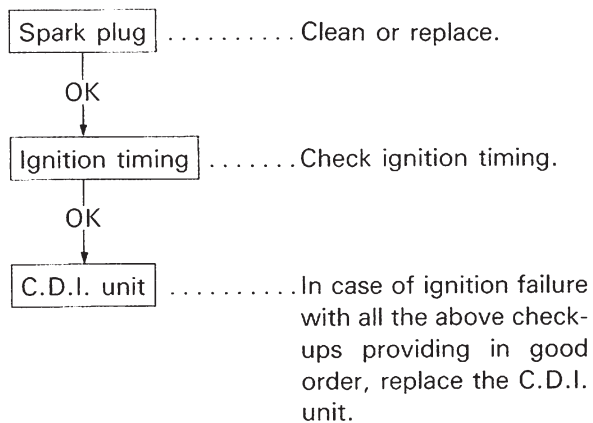 Spark plug .......... Clean or replace.
OK
Ignition timing ....... Check ignition timing.
OK
C.D.I. unit .......... In case of ignition failure
with all the above check-
ups providing in good
order, replace the C.D.I.
unit.